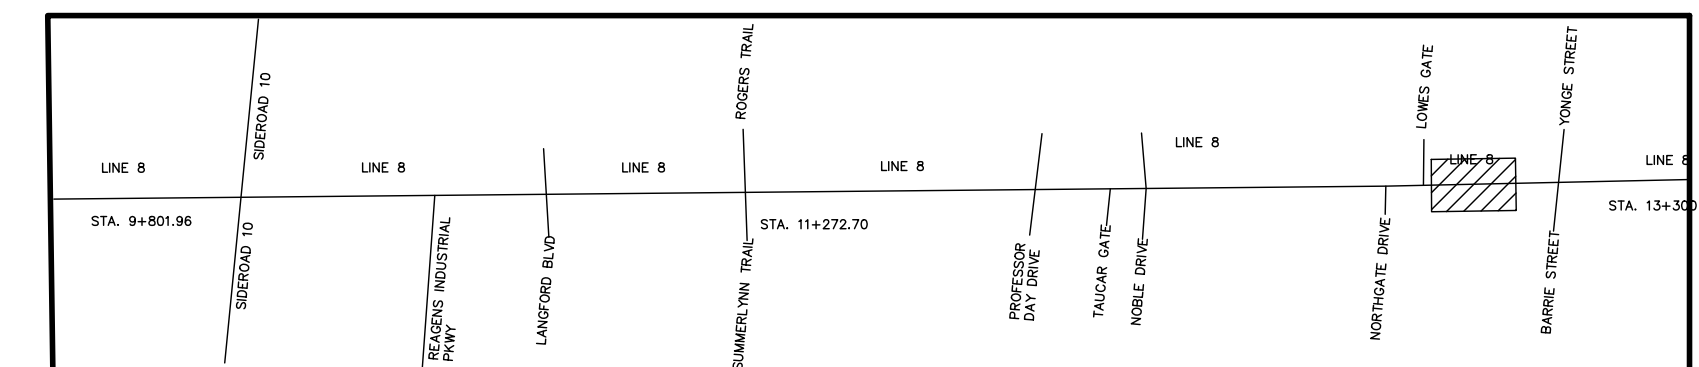 SIDEROAD 10
ROGERS TRAIL
LOWES GATE
YONGE STREET
LINE 8
LINE 8
LINE 8
LINE 8
LINE 8
LINE 8
LINE 8
STA. 9+801.96
STA. 11+272.70
STA. 13+300
SIDEROAD 10
REAGENS INDUSTRIAL
PKWY
LANGFORD BLVD
SUMMERLYNN TRAIL
PROFESSOR
DAY DRIVE
TAUCAR GATE
NOBLE DRIVE
NORTHGATE DRIVE
BARRIE STREET